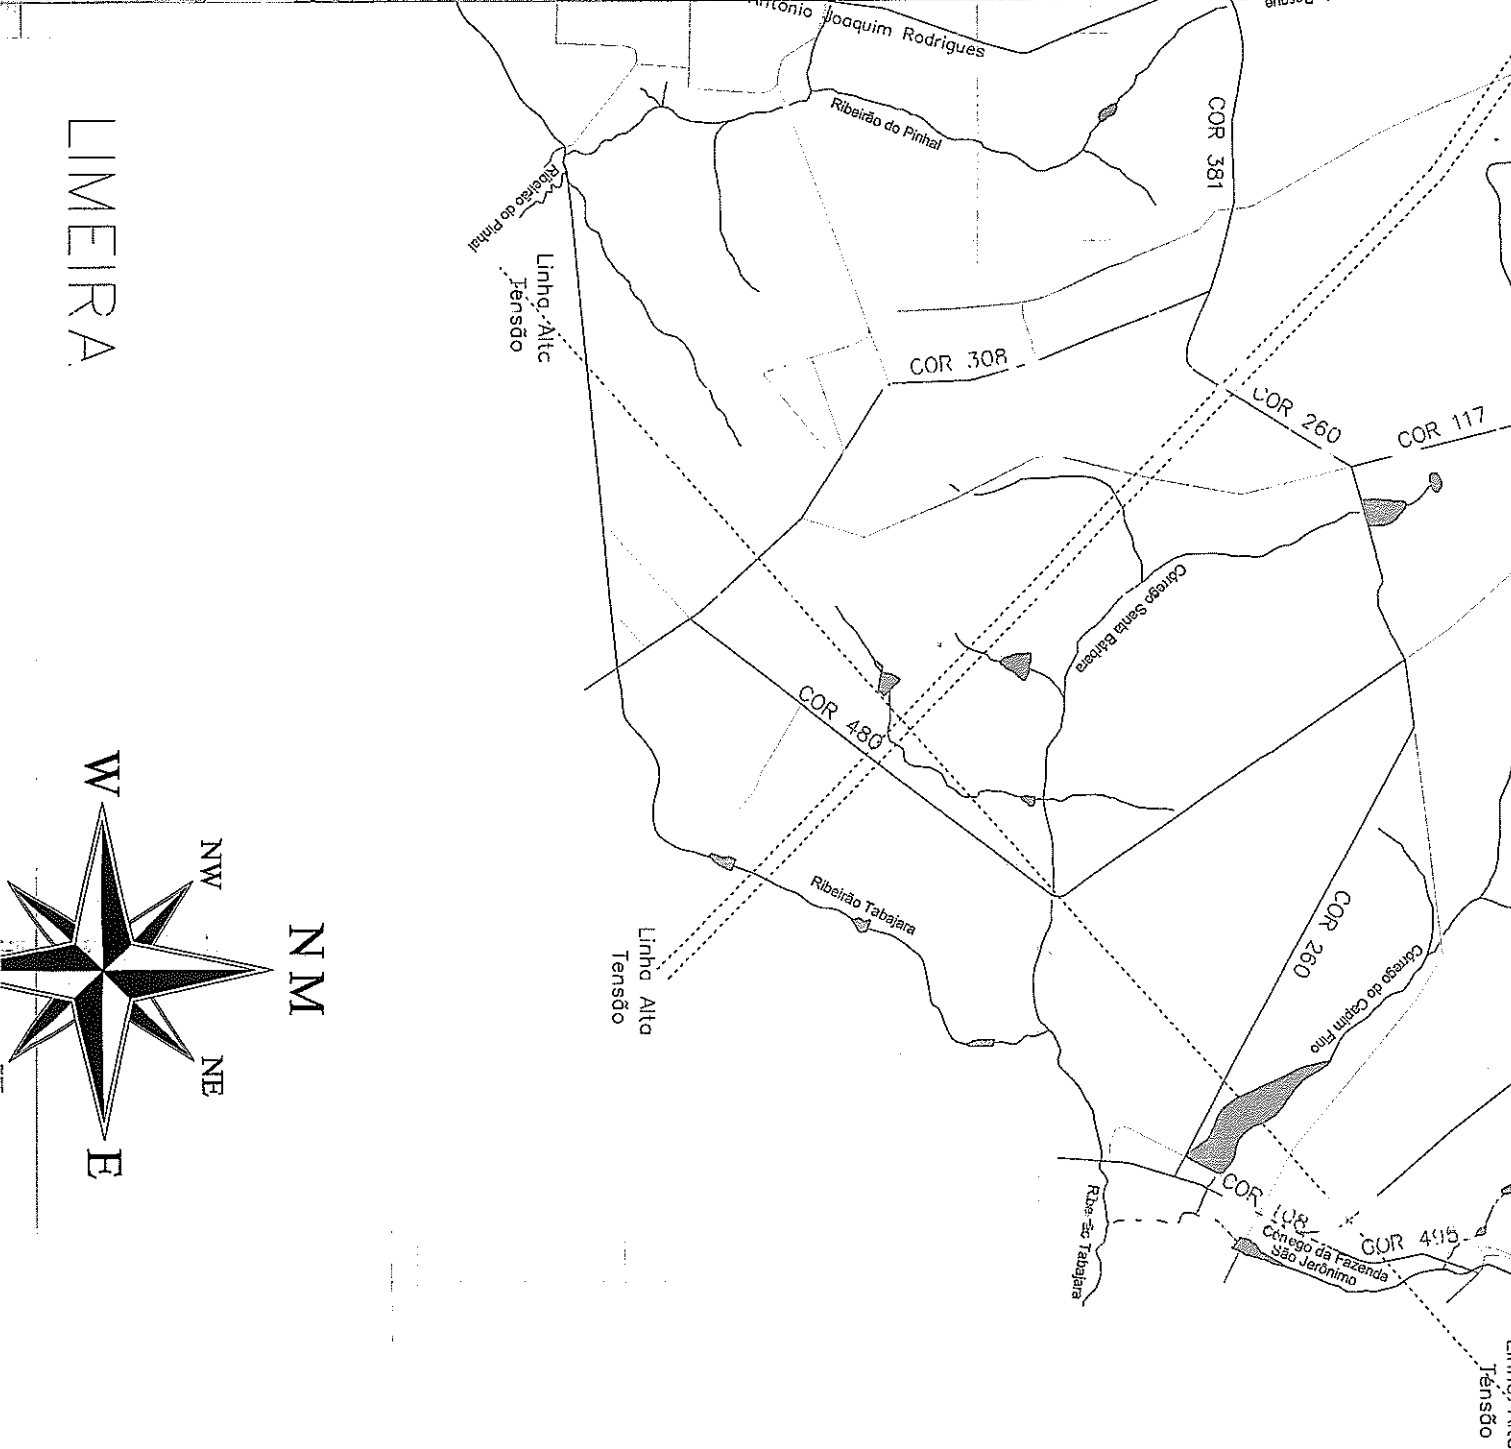 Joaquim Rodrigues
Ribeirão do Pinhal
COR 381
LIMEIRA
Ribeirão do Pinhal
Linha Alta
Tensão
COR 308
COR 260
COR 117
Córrego Santa Bárbara
COR 480
W
NW
N M
NE
E
Ribeirão Tabajara
Linha Alta
Tensão
COR 260
Córrego do Capim Fino
COR
COR 495
Córrego da Fazenda
São Jerônimo
Ribeirão Tabajara
Tensão